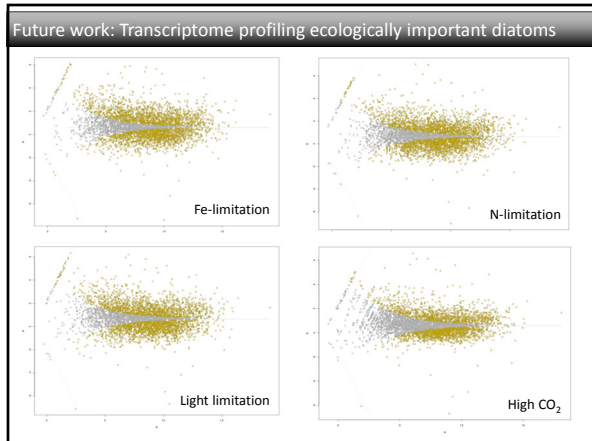 Future work: Transcriptome profiling ecologically important diatoms
Fe-limitation
N-limitation
Light limitation
High CO₂